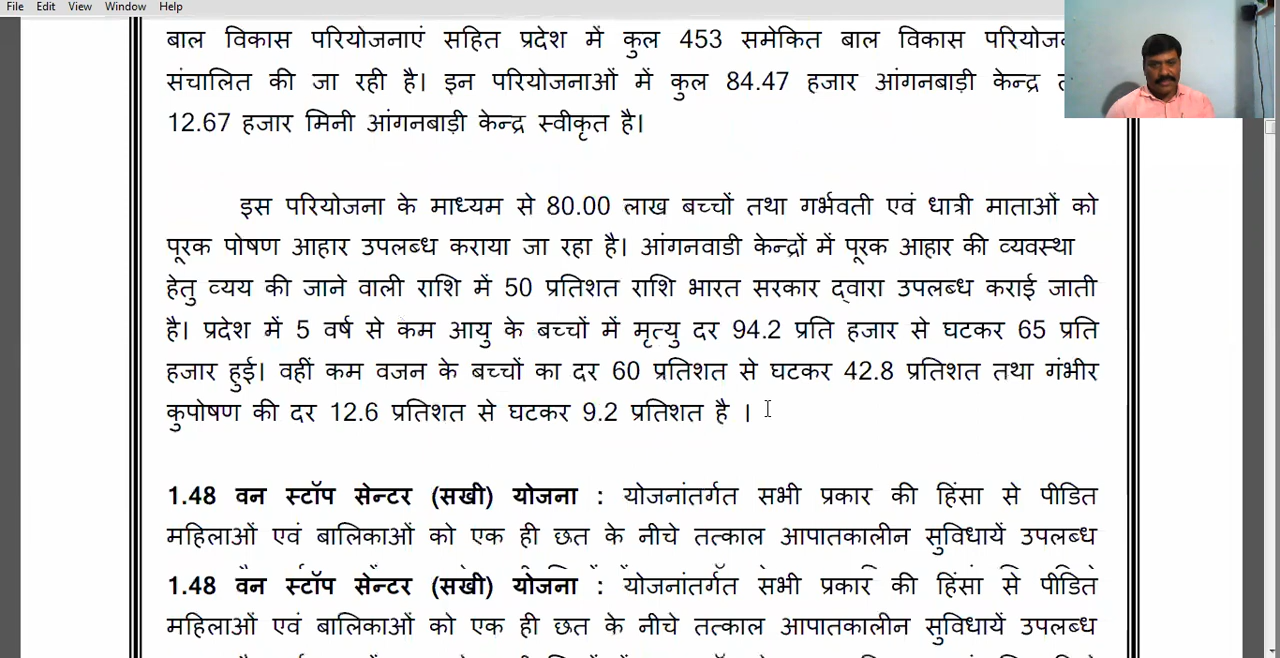 File Edit View Window Help
बाल विकास परियोजनाएं सहित प्रदेश में कुल 453 समेकित बाल विकास
संचालित की जा रही है। इन परियोजनाओं में कुल 84.47 हजार आंगनबाड़ी केन्द्र
12.67 हजार मिनी आंगनबाड़ी केन्द्र स्वीकृत है।
इस परियोजना के माध्यम से 80.00 लाख बच्चों तथा गर्भवती एवं धात्री माताओं को
पूरक पोषण आहार उपलब्ध कराया जा रहा है। आंगनवाडी केन्द्रों में पूरक आहार की व्यवस्था
हेतु व्यय की जाने वाली राशि में 50 प्रतिशत राशि भारत सरकार द्वारा उपलब्ध कराई जाती
है। प्रदेश में 5 वर्ष से कम आयु के बच्चों में मृत्यु दर 94.2 प्रति हजार से घटकर 65 प्रति
हजार हुई। वहीं कम वजन के बच्चों का दर 60 प्रतिशत से घटकर 42.8 प्रतिशत तथा गंभीर
कुपोषण की दर 12.6 प्रतिशत से घटकर 9.2 प्रतिशत है ।
1.48 वन स्टॉप सेन्टर (सखी) योजना : योजनांतर्गत सभी प्रकार की हिंसा से पीडित
महिलाओं एवं बालिकाओं को एक ही छत के नीचे तत्काल आपातकालीन सुविधायें उपलब्ध
1.48 वन स्टॉप सेन्टर (सखी) योजना : योजनांतर्गत सभी प्रकार की हिंसा से पीडित
महिलाओं एवं बालिकाओं को एक ही छत के नीचे तत्काल आपातकालीन सुविधायें उपलब्ध